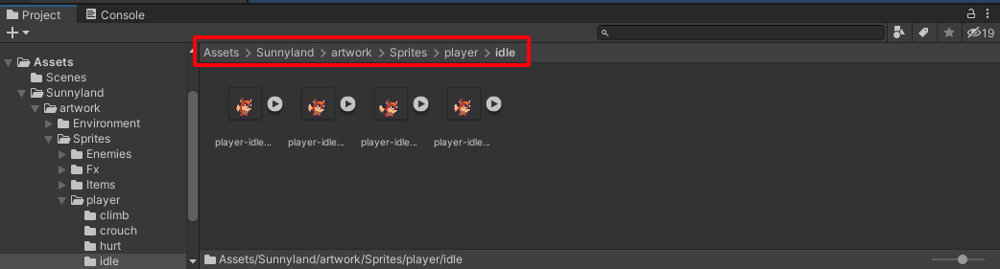 Project
Console
19
Assets > Sunnyland > artwork > Sprites > player > idle
Assets
Scenes
Sunnyland
artwork
Environment
Sprites
Enemies
Fx
Items
player
climb
crouch
hurt
idle
player-idle... player-idle... player-idle... player-idle...
Assets/Sunnyland/artwork/Sprites/player/idle